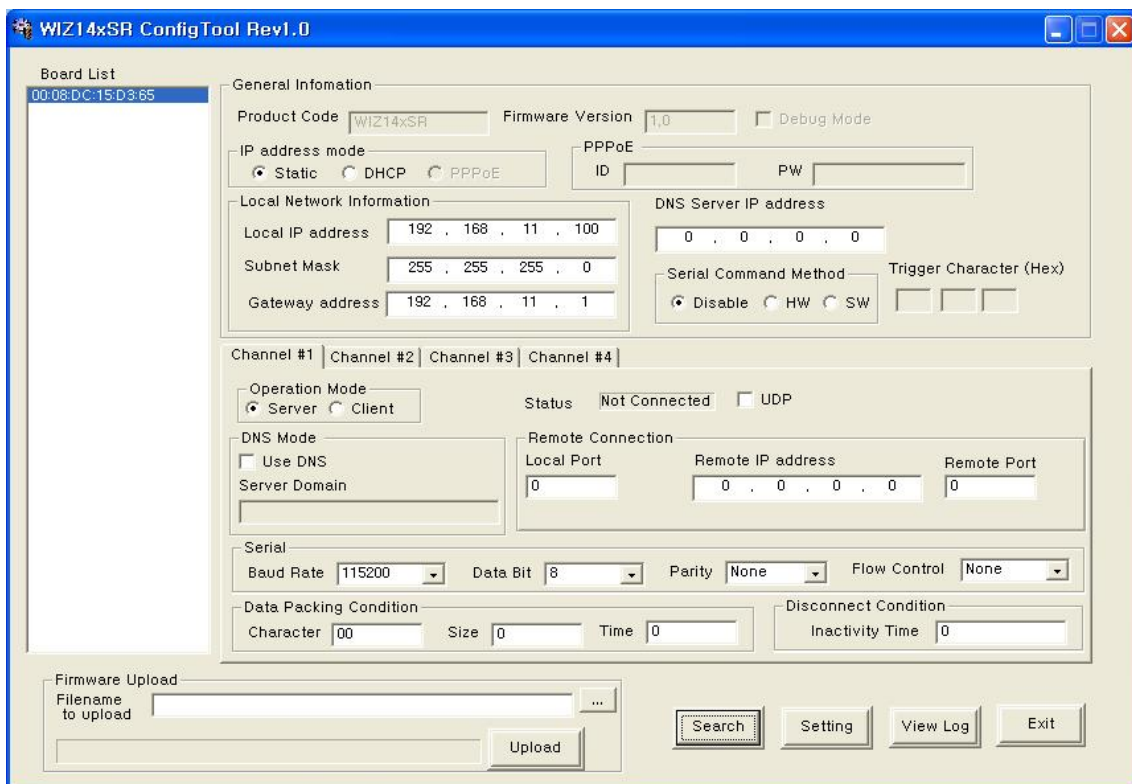 WIZ14xSR ConfigTool Rev1.0
Board List
00:08:DC:15:D3:65
General Infomation
Product Code WIZ14xSR Firmware Version 1,0 Debug Mode
IP address mode
Static DHCP PPPoE
PPPoE
ID PW
Local Network Information
Local IP address 192 . 168 . 11 . 100
Subnet Mask 255 . 255 . 255 . 0
Gateway address 192 . 168 . 11 . 1
DNS Server IP address
0 . 0 . 0 . 0
Serial Command Method
Disable HW SW
Trigger Character (Hex)
Channel #1 Channel #2 Channel #3 Channel #4
Operation Mode
Server Client
Status Not Connected UDP
DNS Mode
Use DNS
Server Domain
Remote Connection
Local Port Remote IP address Remote Port
0 0 . 0 . 0 . 0 0
Serial
Baud Rate 115200 Data Bit 8 Parity None Flow Control None
Data Packing Condition
Character 00 Size 0 Time 0
Disconnect Condition
Inactivity Time 0
Firmware Upload
Filename
to upload ...
Upload
Search Setting View Log Exit